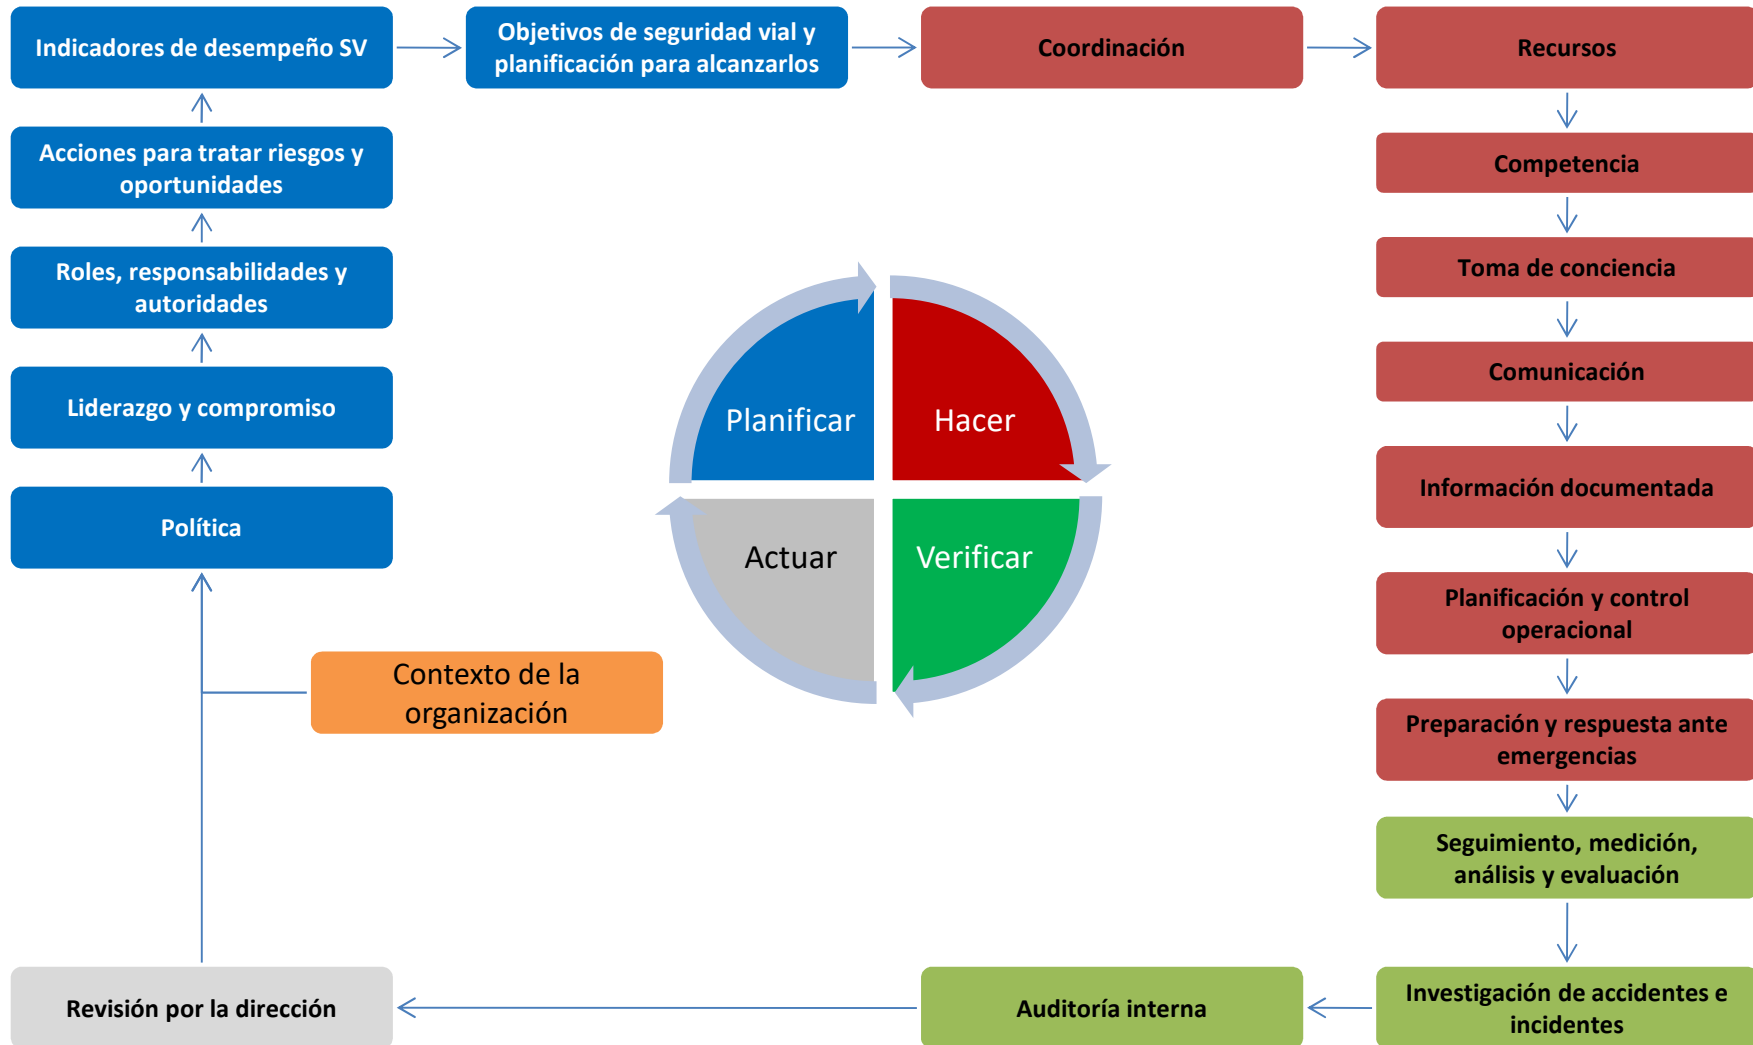 Indicadores de desempeño SV
Objetivos de seguridad vial y
planificación para alcanzarlos
Coordinación
Recursos
Acciones para tratar riesgos y
oportunidades
Competencia
Roles, responsabilidades y
autoridades
Toma de conciencia
Liderazgo y compromiso
Comunicación
Planificar
Hacer
Política
Información documentada
Actuar
Verificar
Planificación y control
operacional
Contexto de la
organización
Preparación y respuesta ante
emergencias
Seguimiento, medición,
análisis y evaluación
Revisión por la dirección
Auditoría interna
Investigación de accidentes e
incidentes